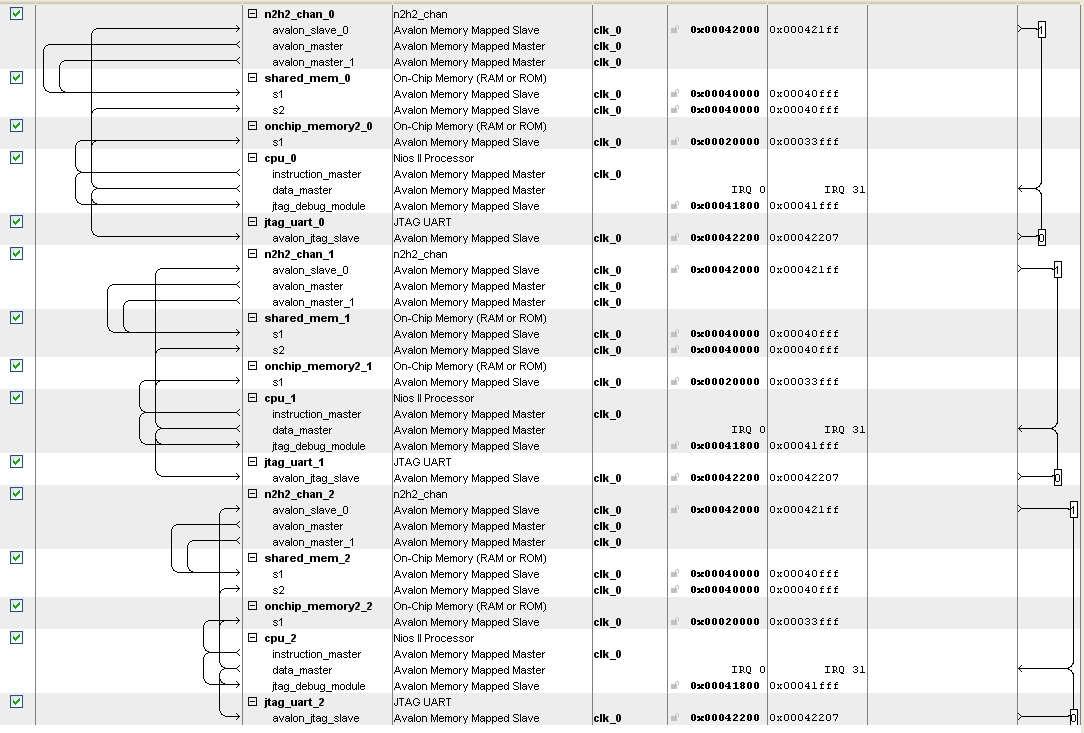 n2h2_chan_0 n2h2_chan
avalon_slave_0 Avalon Memory Mapped Slave clk_0 0x00042000 0x000421ff 1
avalon_master Avalon Memory Mapped Master clk_0
avalon_master_1 Avalon Memory Mapped Master clk_0
shared_mem_0 On-Chip Memory (RAM or ROM)
s1 Avalon Memory Mapped Slave clk_0 0x00040000 0x00040fff
s2 Avalon Memory Mapped Slave clk_0 0x00040000 0x00040fff
onchip_memory2_0 On-Chip Memory (RAM or ROM)
s1 Avalon Memory Mapped Slave clk_0 0x00020000 0x00033fff
cpu_0 Nios II Processor
instruction_master Avalon Memory Mapped Master clk_0
data_master Avalon Memory Mapped Master IRQ 0 IRQ 31
jtag_debug_module Avalon Memory Mapped Slave 0x00041800 0x00041fff
jtag_uart_0 JTAG UART
avalon_jtag_slave Avalon Memory Mapped Slave clk_0 0x00042200 0x00042207 0
n2h2_chan_1 n2h2_chan
avalon_slave_0 Avalon Memory Mapped Slave clk_0 0x00042000 0x000421ff 1
avalon_master Avalon Memory Mapped Master clk_0
avalon_master_1 Avalon Memory Mapped Master clk_0
shared_mem_1 On-Chip Memory (RAM or ROM)
s1 Avalon Memory Mapped Slave clk_0 0x00040000 0x00040fff
s2 Avalon Memory Mapped Slave clk_0 0x00040000 0x00040fff
onchip_memory2_1 On-Chip Memory (RAM or ROM)
s1 Avalon Memory Mapped Slave clk_0 0x00020000 0x00033fff
cpu_1 Nios II Processor
instruction_master Avalon Memory Mapped Master clk_0
data_master Avalon Memory Mapped Master IRQ 0 IRQ 31
jtag_debug_module Avalon Memory Mapped Slave 0x00041800 0x00041fff
jtag_uart_1 JTAG UART
avalon_jtag_slave Avalon Memory Mapped Slave clk_0 0x00042200 0x00042207 0
n2h2_chan_2 n2h2_chan
avalon_slave_0 Avalon Memory Mapped Slave clk_0 0x00042000 0x000421ff 1
avalon_master Avalon Memory Mapped Master clk_0
avalon_master_1 Avalon Memory Mapped Master clk_0
shared_mem_2 On-Chip Memory (RAM or ROM)
s1 Avalon Memory Mapped Slave clk_0 0x00040000 0x00040fff
s2 Avalon Memory Mapped Slave clk_0 0x00040000 0x00040fff
onchip_memory2_2 On-Chip Memory (RAM or ROM)
s1 Avalon Memory Mapped Slave clk_0 0x00020000 0x00033fff
cpu_2 Nios II Processor
instruction_master Avalon Memory Mapped Master clk_0
data_master Avalon Memory Mapped Master IRQ 0 IRQ 31
jtag_debug_module Avalon Memory Mapped Slave 0x00041800 0x00041fff
jtag_uart_2 JTAG UART
avalon_jtag_slave Avalon Memory Mapped Slave clk_0 0x00042200 0x00042207 0